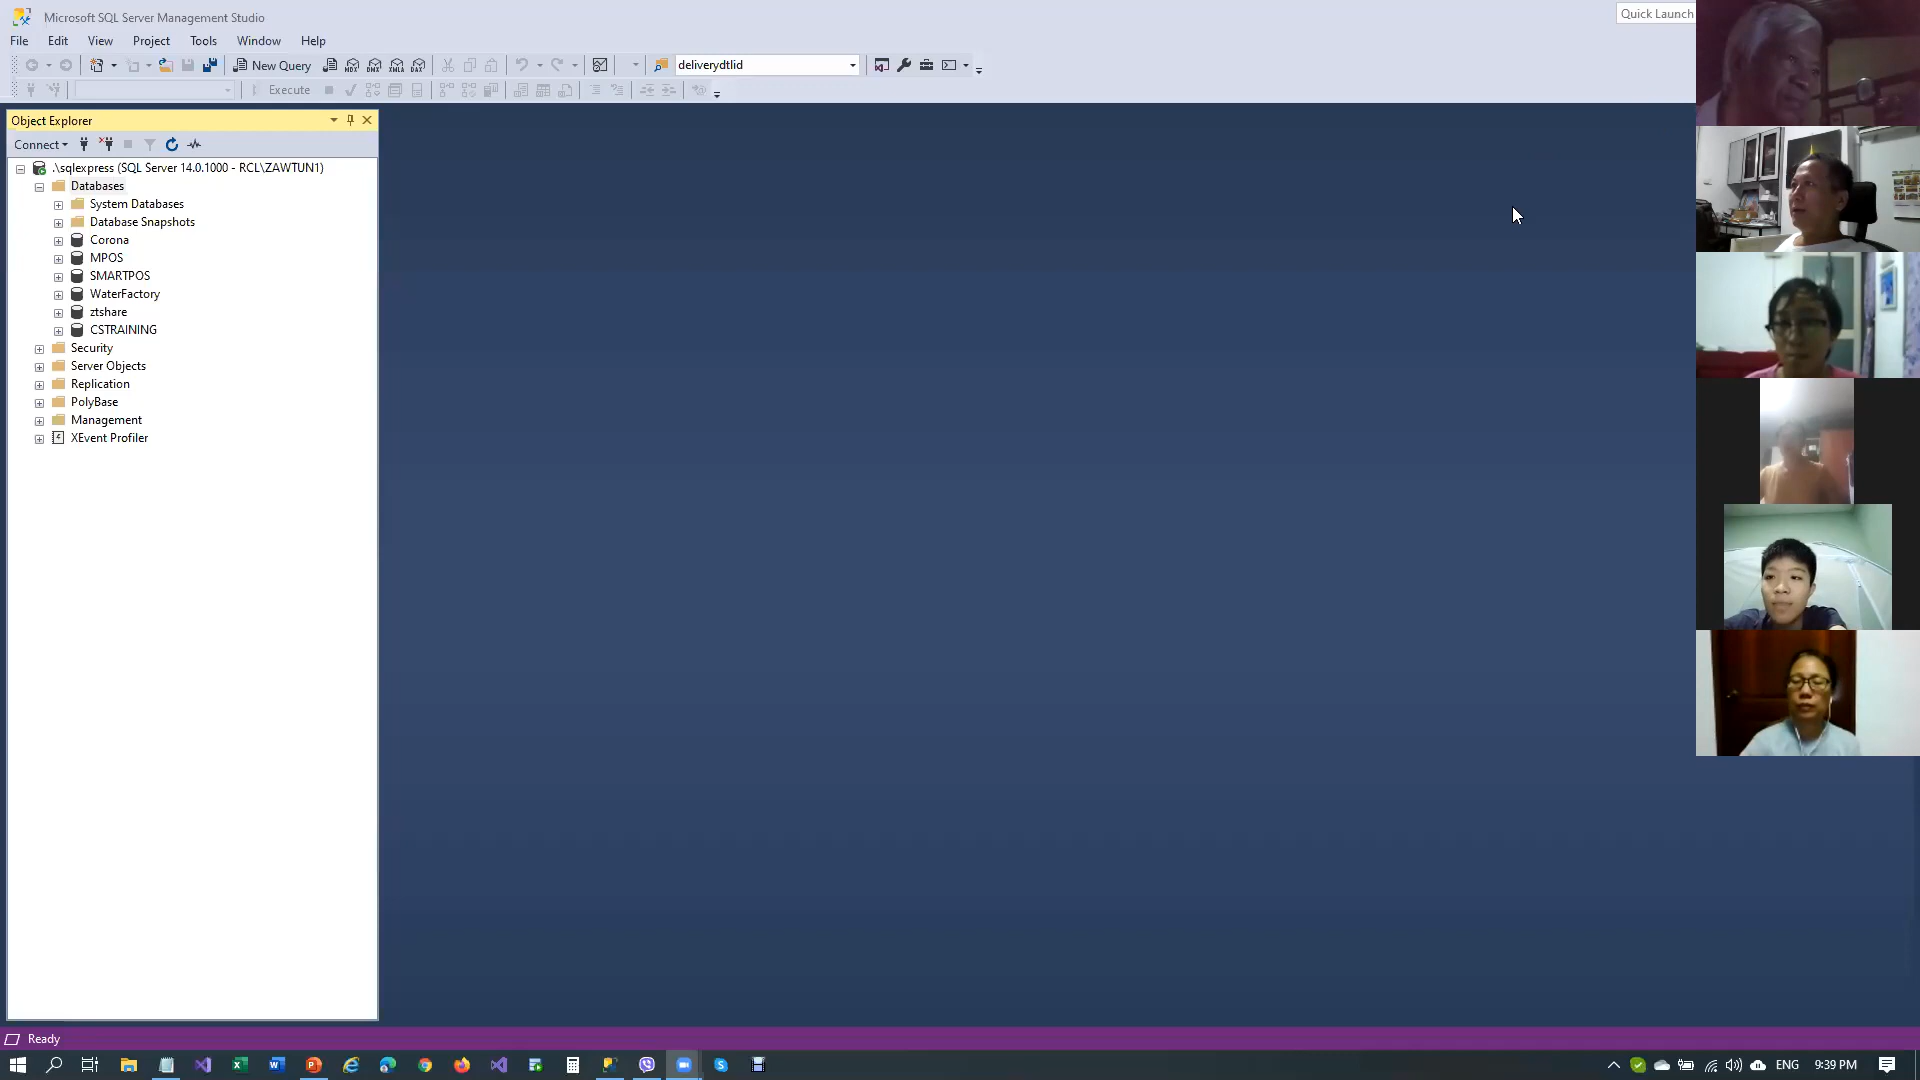 Microsoft SQL Server Management Studio
Quick Launch
File Edit View Project Tools Window Help
New Query
deliverydtlid
Execute
Object Explorer
Connect
.\sqlexpress (SQL Server 14.0.1000 - RCL\ZAWTUN1)
Databases
System Databases
Database Snapshots
Corona
MPOS
SMARTPOS
WaterFactory
ztshare
CSTRAINING
Security
Server Objects
Replication
PolyBase
Management
XEvent Profiler
Ready
ENG 9:39 PM